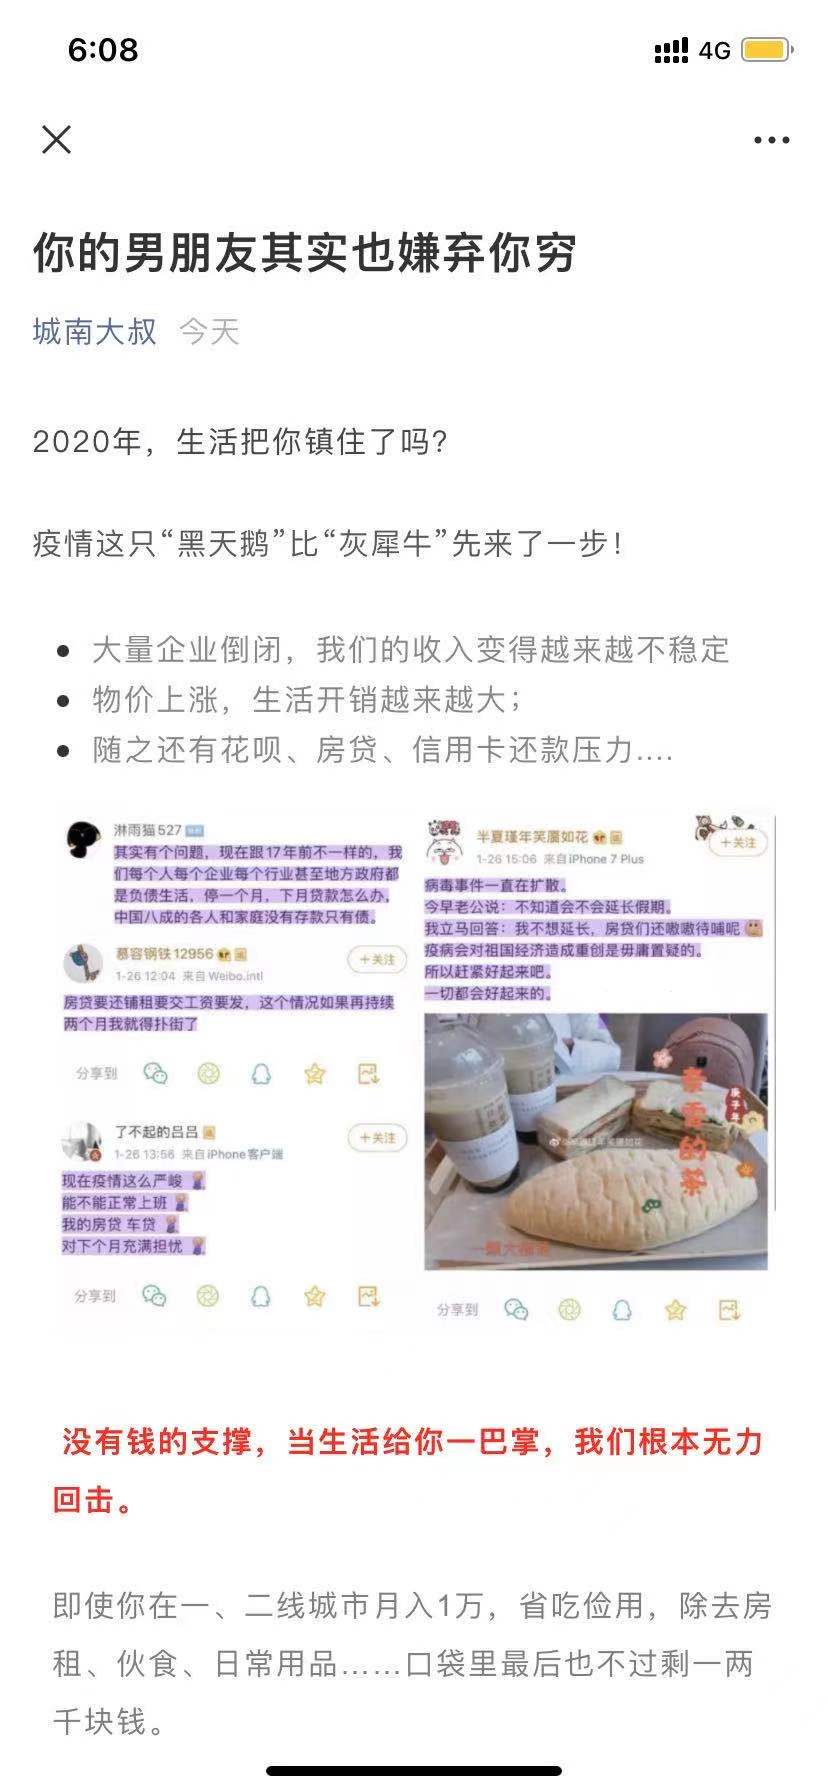 6:08
4G
你的男朋友其实也嫌弃你穷
城南大叔 今天
2020年，生活把你镇住了吗？
疫情这只“黑天鹅”比“灰犀牛”先来了一步！
大量企业倒闭，我们的收入变得越来越不稳定
物价上涨，生活开销越来越大；
随之还有花呗、房贷、信用卡还款压力....
淋雨猫527
其实有个问题，现在跟17年前不一样的，我
们每个人每个企业每个行业甚至地方政府都
是负债生活，停一个月，下月贷款怎么办，
中国八成的各人和家庭没有存款只有债。
慕容钢铁12956
+关注
1-26 12:04 来自Weibo.intl
房贷要还铺租要交工资要发，这个情况如果再持续
两个月我就得扑街了
分享到
了不起的吕吕
+关注
1-26 13:56 来自iPhone客户端
现在疫情这么严峻
能不能正常上班
我的房贷 车贷
对下个月充满担忧
分享到
半夏瑾年笑靥如花
+关注
1-26 15:06 来自iPhone 7 Plus
病毒事件一直在扩散。
今早老公说：不知道会不会延长假期。
我立马回答：我不想延长，房贷们还嗷嗷待哺呢
疫病会对祖国经济造成重创是毋庸置疑的。
所以赶紧好起来吧。
一切都会好起来的。
奈雪的茶
庚子年
分享到
没有钱的支撑，当生活给你一巴掌，我们根本无力
回击。
即使你在一、二线城市月入1万，省吃俭用，除去房
租、伙食、日常用品……口袋里最后也不过剩一两
千块钱。